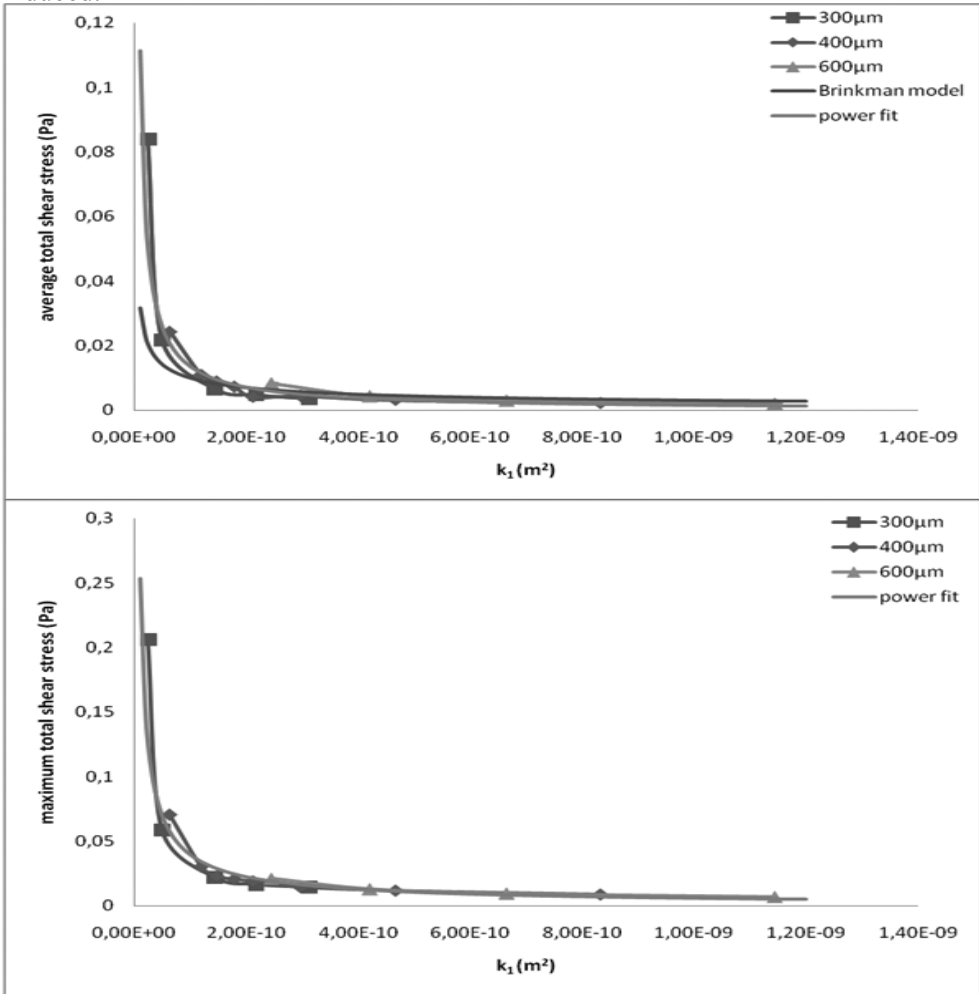 0,12
0,1
0,08
0,06
0,04
0,02
0
average total shear stress (Pa)
300μm
400μm
600μm
Brinkman model
power fit
0,00E+00 2,00E-10 4,00E-10 6,00E-10 8,00E-10 1,00E-09 1,20E-09 1,40E-09
k₁ (m²)
0,3
0,25
0,2
0,15
0,1
0,05
0
maximum total shear stress (Pa)
300μm
400μm
600μm
power fit
0,00E+00 2,00E-10 4,00E-10 6,00E-10 8,00E-10 1,00E-09 1,20E-09 1,40E-09
k₁ (m²)